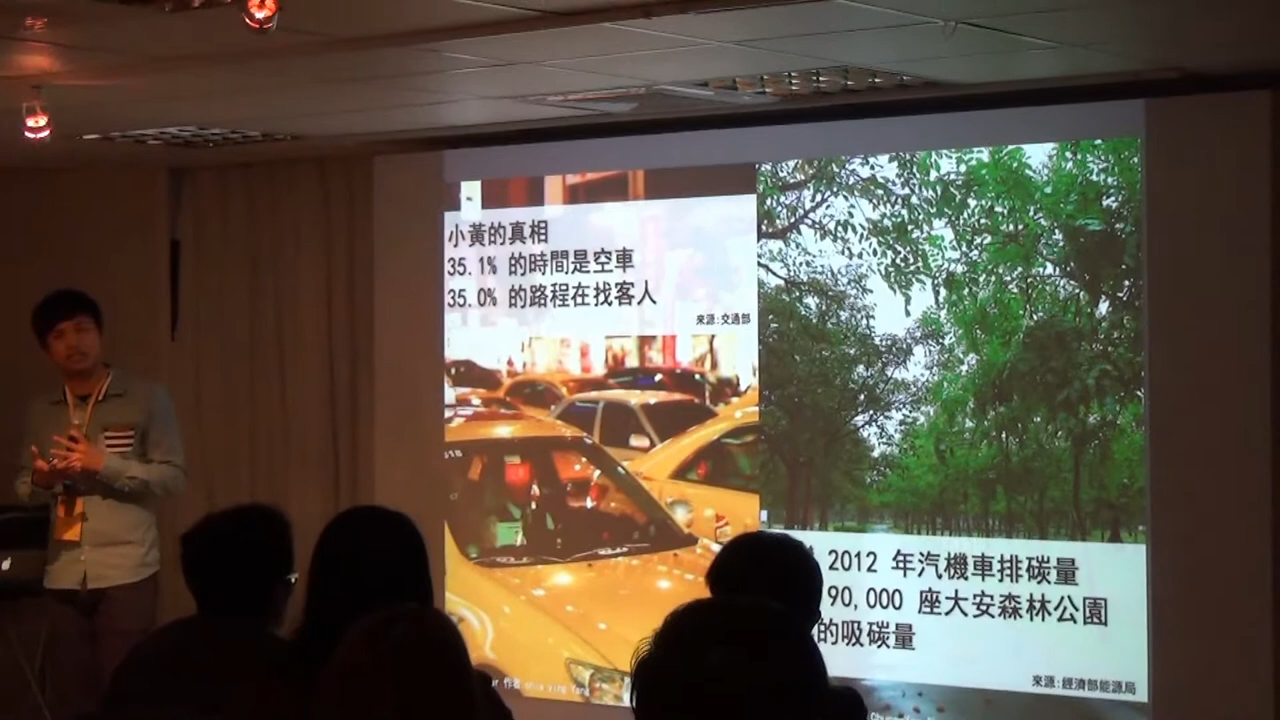 小黃的真相
35.1% 的時間是空車
35.0% 的路程在找客人
來源:交通部
2012 年汽機車排碳量
90,000 座大安森林公園
的吸碳量
來源:經濟部能源局
作者